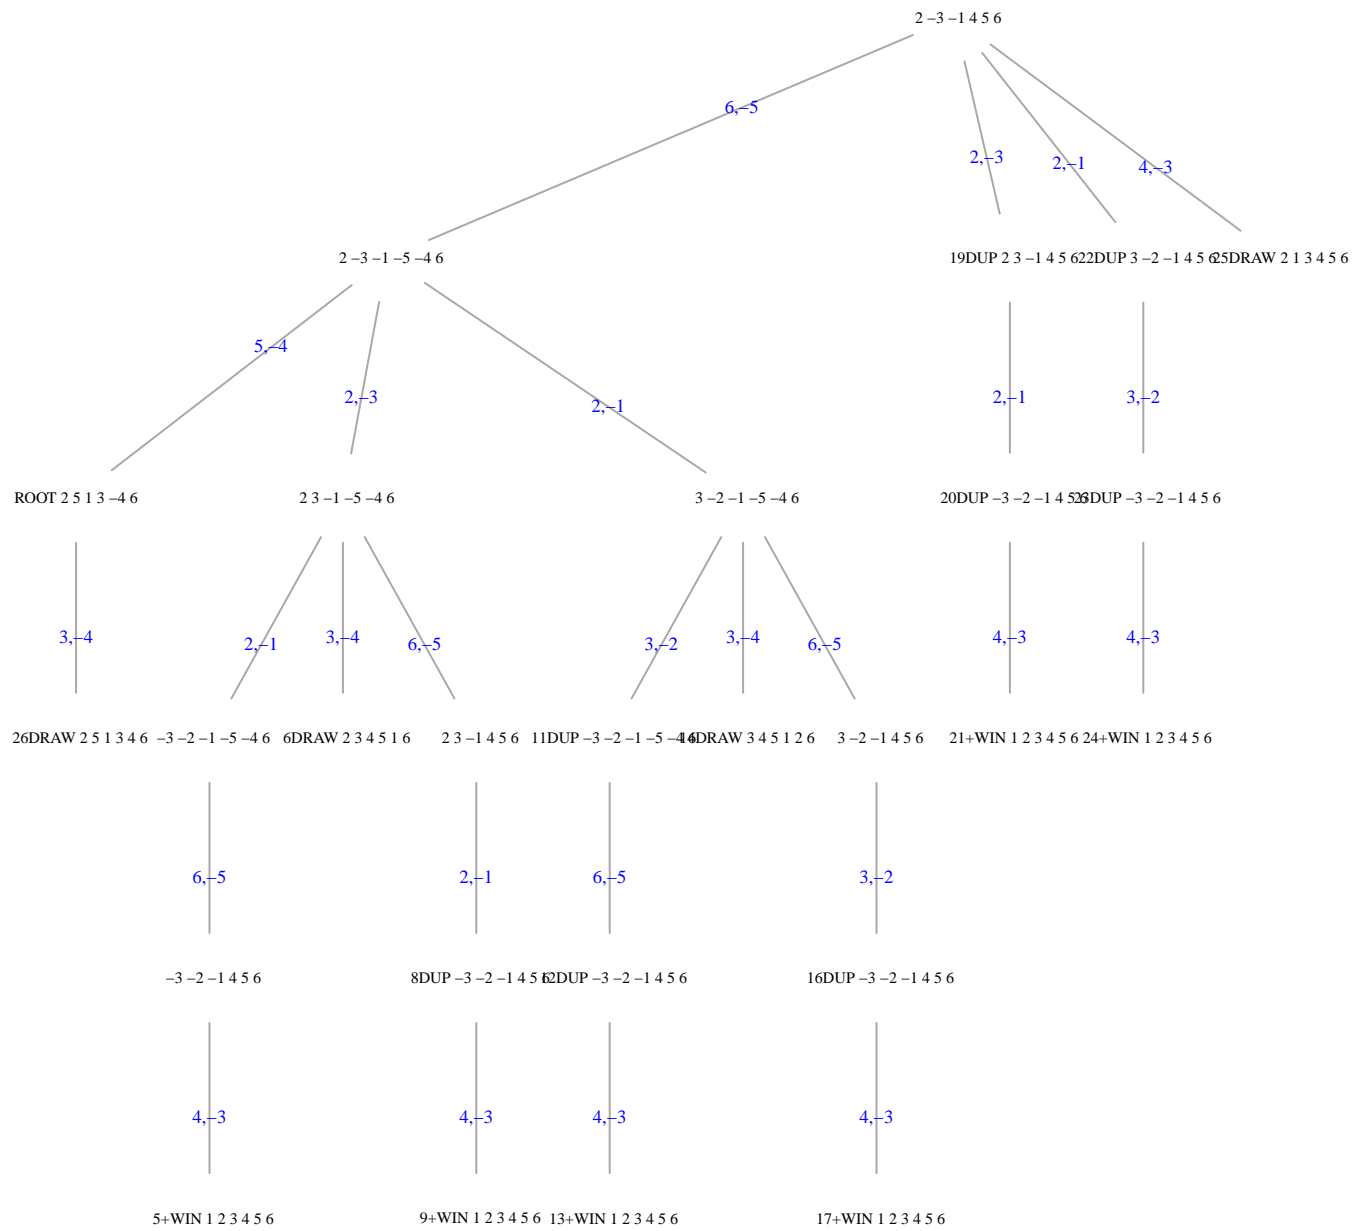 2 −3 −1 4 5 6
6,−5
2,−3
2,−1
4,−3
2 −3 −1 −5 −4 6
19DUP 2 3 −1 4 5 6
22DUP 3 −2 −1 4 5 6
25DRAW 2 1 3 4 5 6
5,−4
2,−3
2,−1
2,−1
3,−2
ROOT 2 5 1 3 −4 6
2 3 −1 −5 −4 6
3 −2 −1 −5 −4 6
20DUP −3 −2 −1 4 5 6
23DUP −3 −2 −1 4 5 6
3,−4
2,−1
3,−4
6,−5
3,−2
3,−4
6,−5
4,−3
4,−3
26DRAW 2 5 1 3 4 6
−3 −2 −1 −5 −4 6
6DRAW 2 3 4 5 1 6
2 3 −1 4 5 6
11DUP −3 −2 −1 −5 −4 6
14DRAW 3 4 5 1 2 6
3 −2 −1 4 5 6
21+WIN 1 2 3 4 5 6
24+WIN 1 2 3 4 5 6
6,−5
2,−1
6,−5
3,−2
−3 −2 −1 4 5 6
8DUP −3 −2 −1 4 5 6
12DUP −3 −2 −1 4 5 6
16DUP −3 −2 −1 4 5 6
4,−3
4,−3
4,−3
4,−3
5+WIN 1 2 3 4 5 6
9+WIN 1 2 3 4 5 6
13+WIN 1 2 3 4 5 6
17+WIN 1 2 3 4 5 6